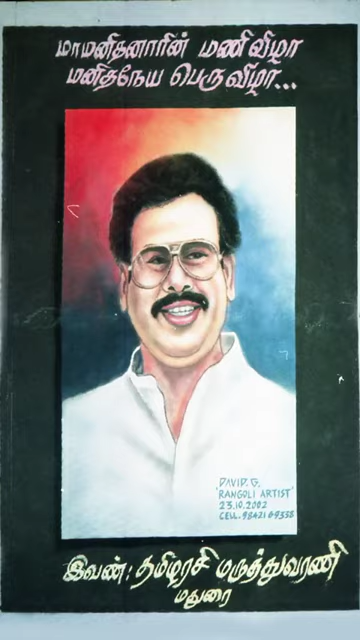 மாமனிதனாரின் மணிவிழா
மனிதநேய பெருவிழா...
DAVID. G.
'RANGOLI ARTIST'
23.10.2002
CELL. 98421 69558
இவண்: தமிழரசி மருத்துவரணி
மதுரை